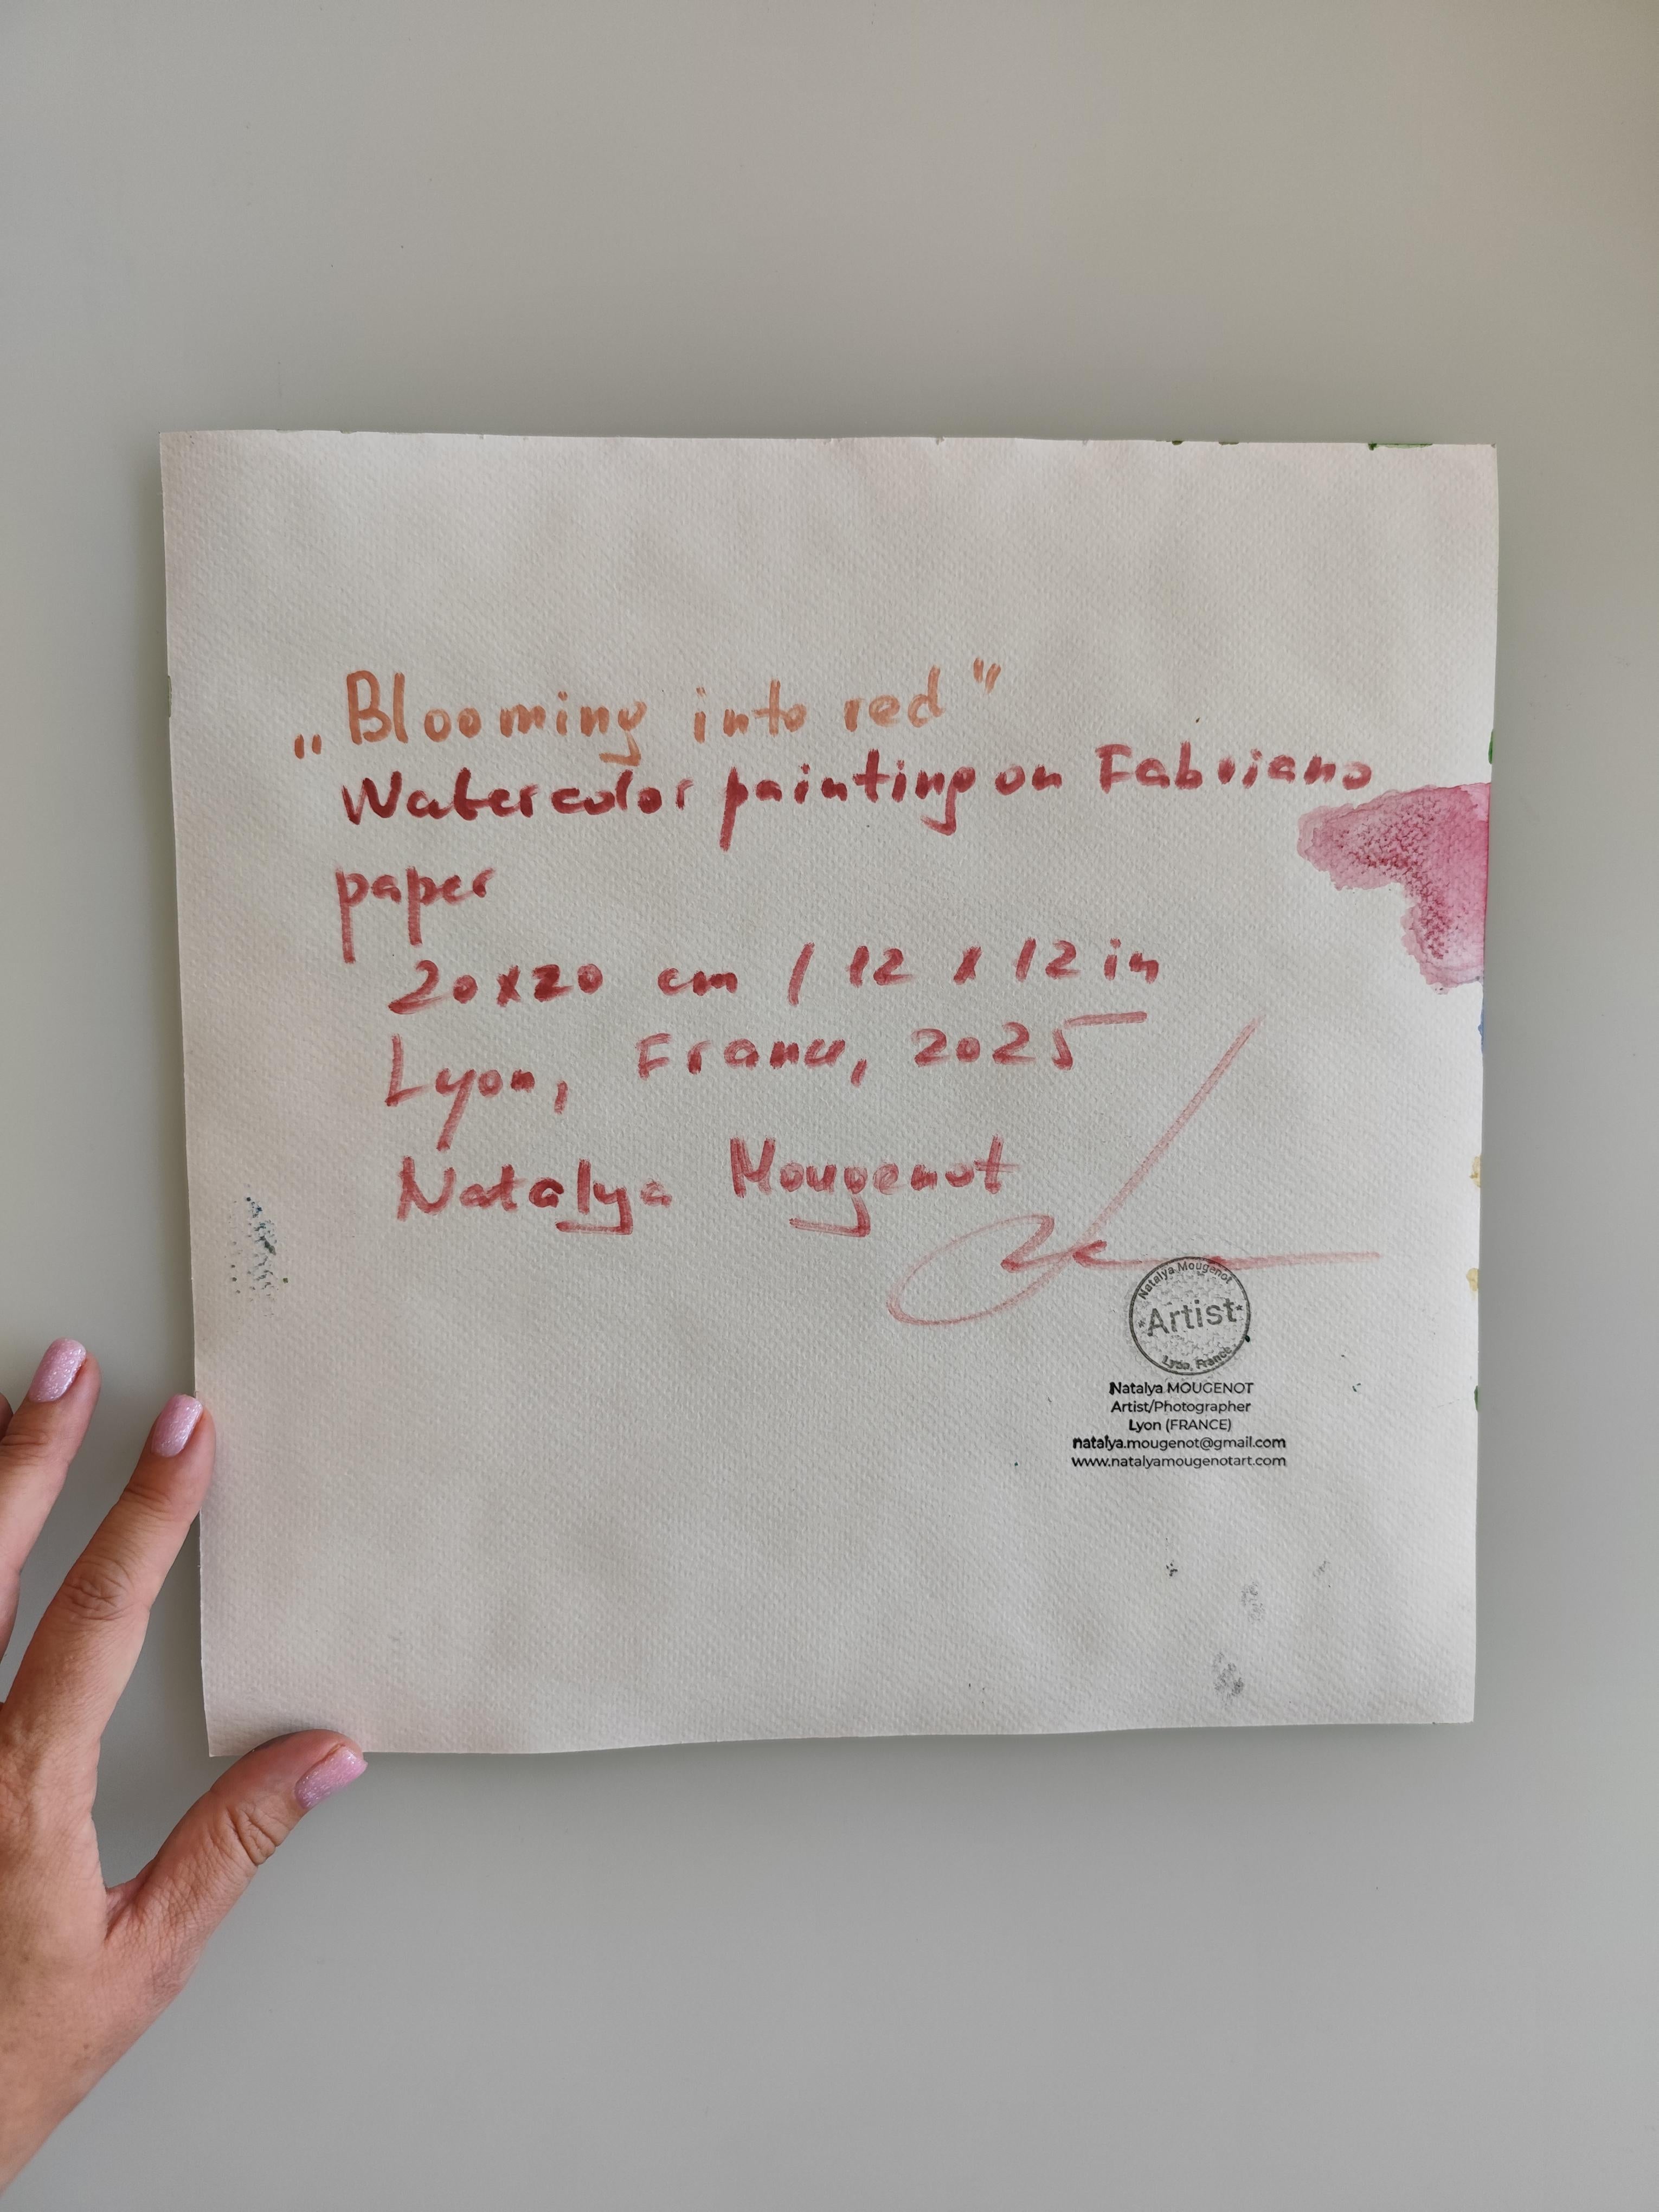 „Blooming into red"
Watercolor painting on Fabriano
paper
20x20 cm / 12 x 12 in
Lyon, France, 2025
Natalya Mougenot
Natalya Mougenot
Artist
Lyon, France
Natalya MOUGENOT
Artist/Photographer
Lyon (FRANCE)
natalya.mougenot@gmail.com
www.natalyamougenotart.com